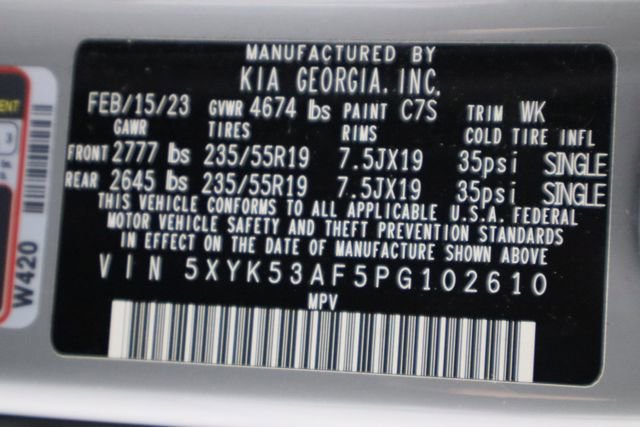 MANUFACTURED BY
KIA GEORGIA. INC.
FEB/15/23 GVWR 4674 lbs PAINT C7S TRIM WK
GAWR TIRES RIMS COLD TIRE INFL
FRONT 2777 lbs 235/55R19 7.5JX19 35psi SINGLE
REAR 2645 lbs 235/55R19 7.5JX19 35psi SINGLE
THIS VEHICLE CONFORMS TO ALL APPLICABLE U.S.A. FEDERAL
MOTOR VEHICLE SAFETY AND THEFT PREVENTION STANDARDS
IN EFFECT ON THE DATE OF MANUFACTURE SHOWN ABOVE
VIN 5XYK53AF5PG102610
MPV
W420